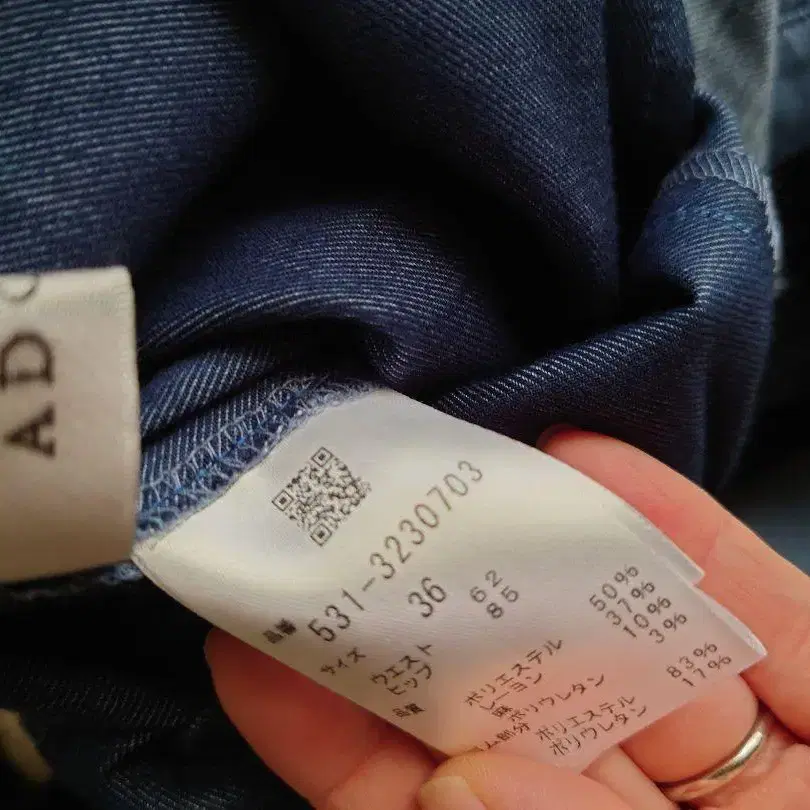 AD
品番 531-3230703
サイズ 36
ウエスト 62
ヒップ 85
品質
ポリエステル 50%
レーヨン 37%
麻 10%
ポリウレタン 3%
ム部分
ポリエステル 83%
ポリウレタン 17%